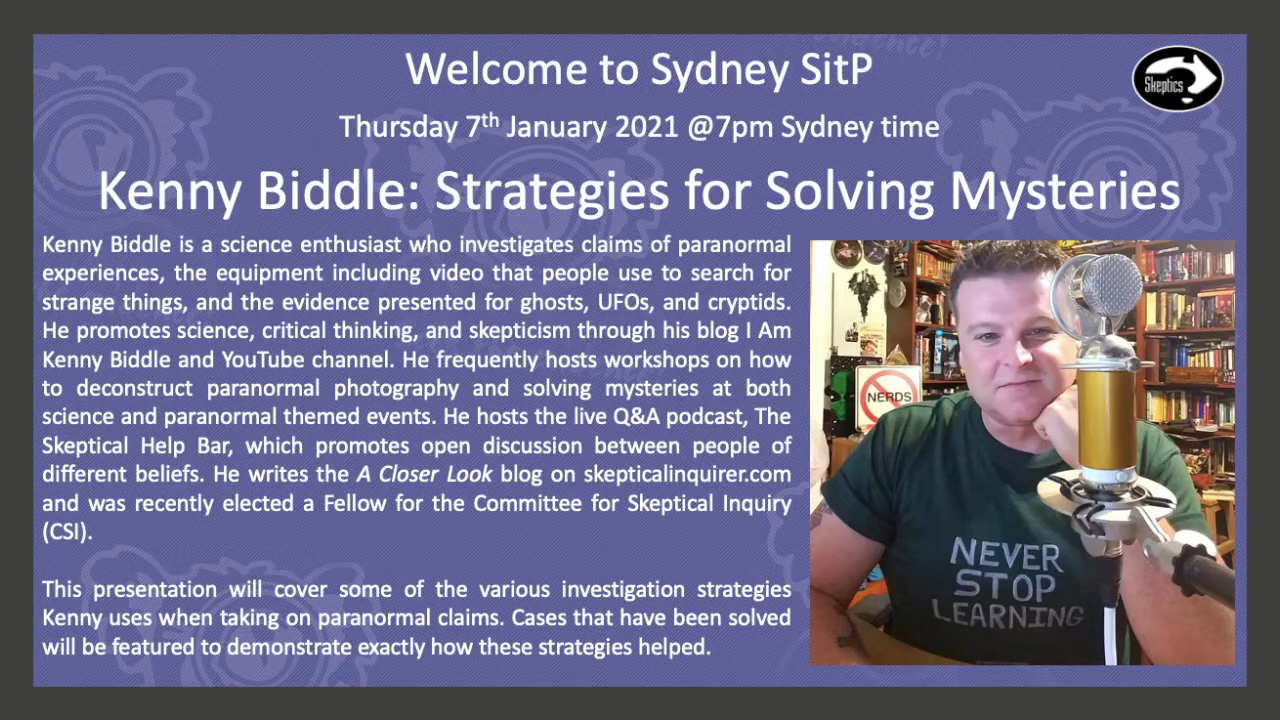 Welcome to Sydney SitP
Skeptics
Thursday 7th January 2021 @7pm Sydney time
Kenny Biddle: Strategies for Solving Mysteries
Kenny Biddle is a science enthusiast who investigates claims of paranormal
experiences, the equipment including video that people use to search for
strange things, and the evidence presented for ghosts, UFOs, and cryptids.
He promotes science, critical thinking, and skepticism through his blog I Am
Kenny Biddle and YouTube channel. He frequently hosts workshops on how
to deconstruct paranormal photography and solving mysteries at both
science and paranormal themed events. He hosts the live Q&A podcast, The
Skeptical Help Bar, which promotes open discussion between people of
different beliefs. He writes the A Closer Look blog on skepticalinquirer.com
and was recently elected a Fellow for the Committee for Skeptical Inquiry
(CSI).
This presentation will cover some of the various investigation strategies
Kenny uses when taking on paranormal claims. Cases that have been solved
will be featured to demonstrate exactly how these strategies helped.
NERDS
NEVER
STOP
LEARNING